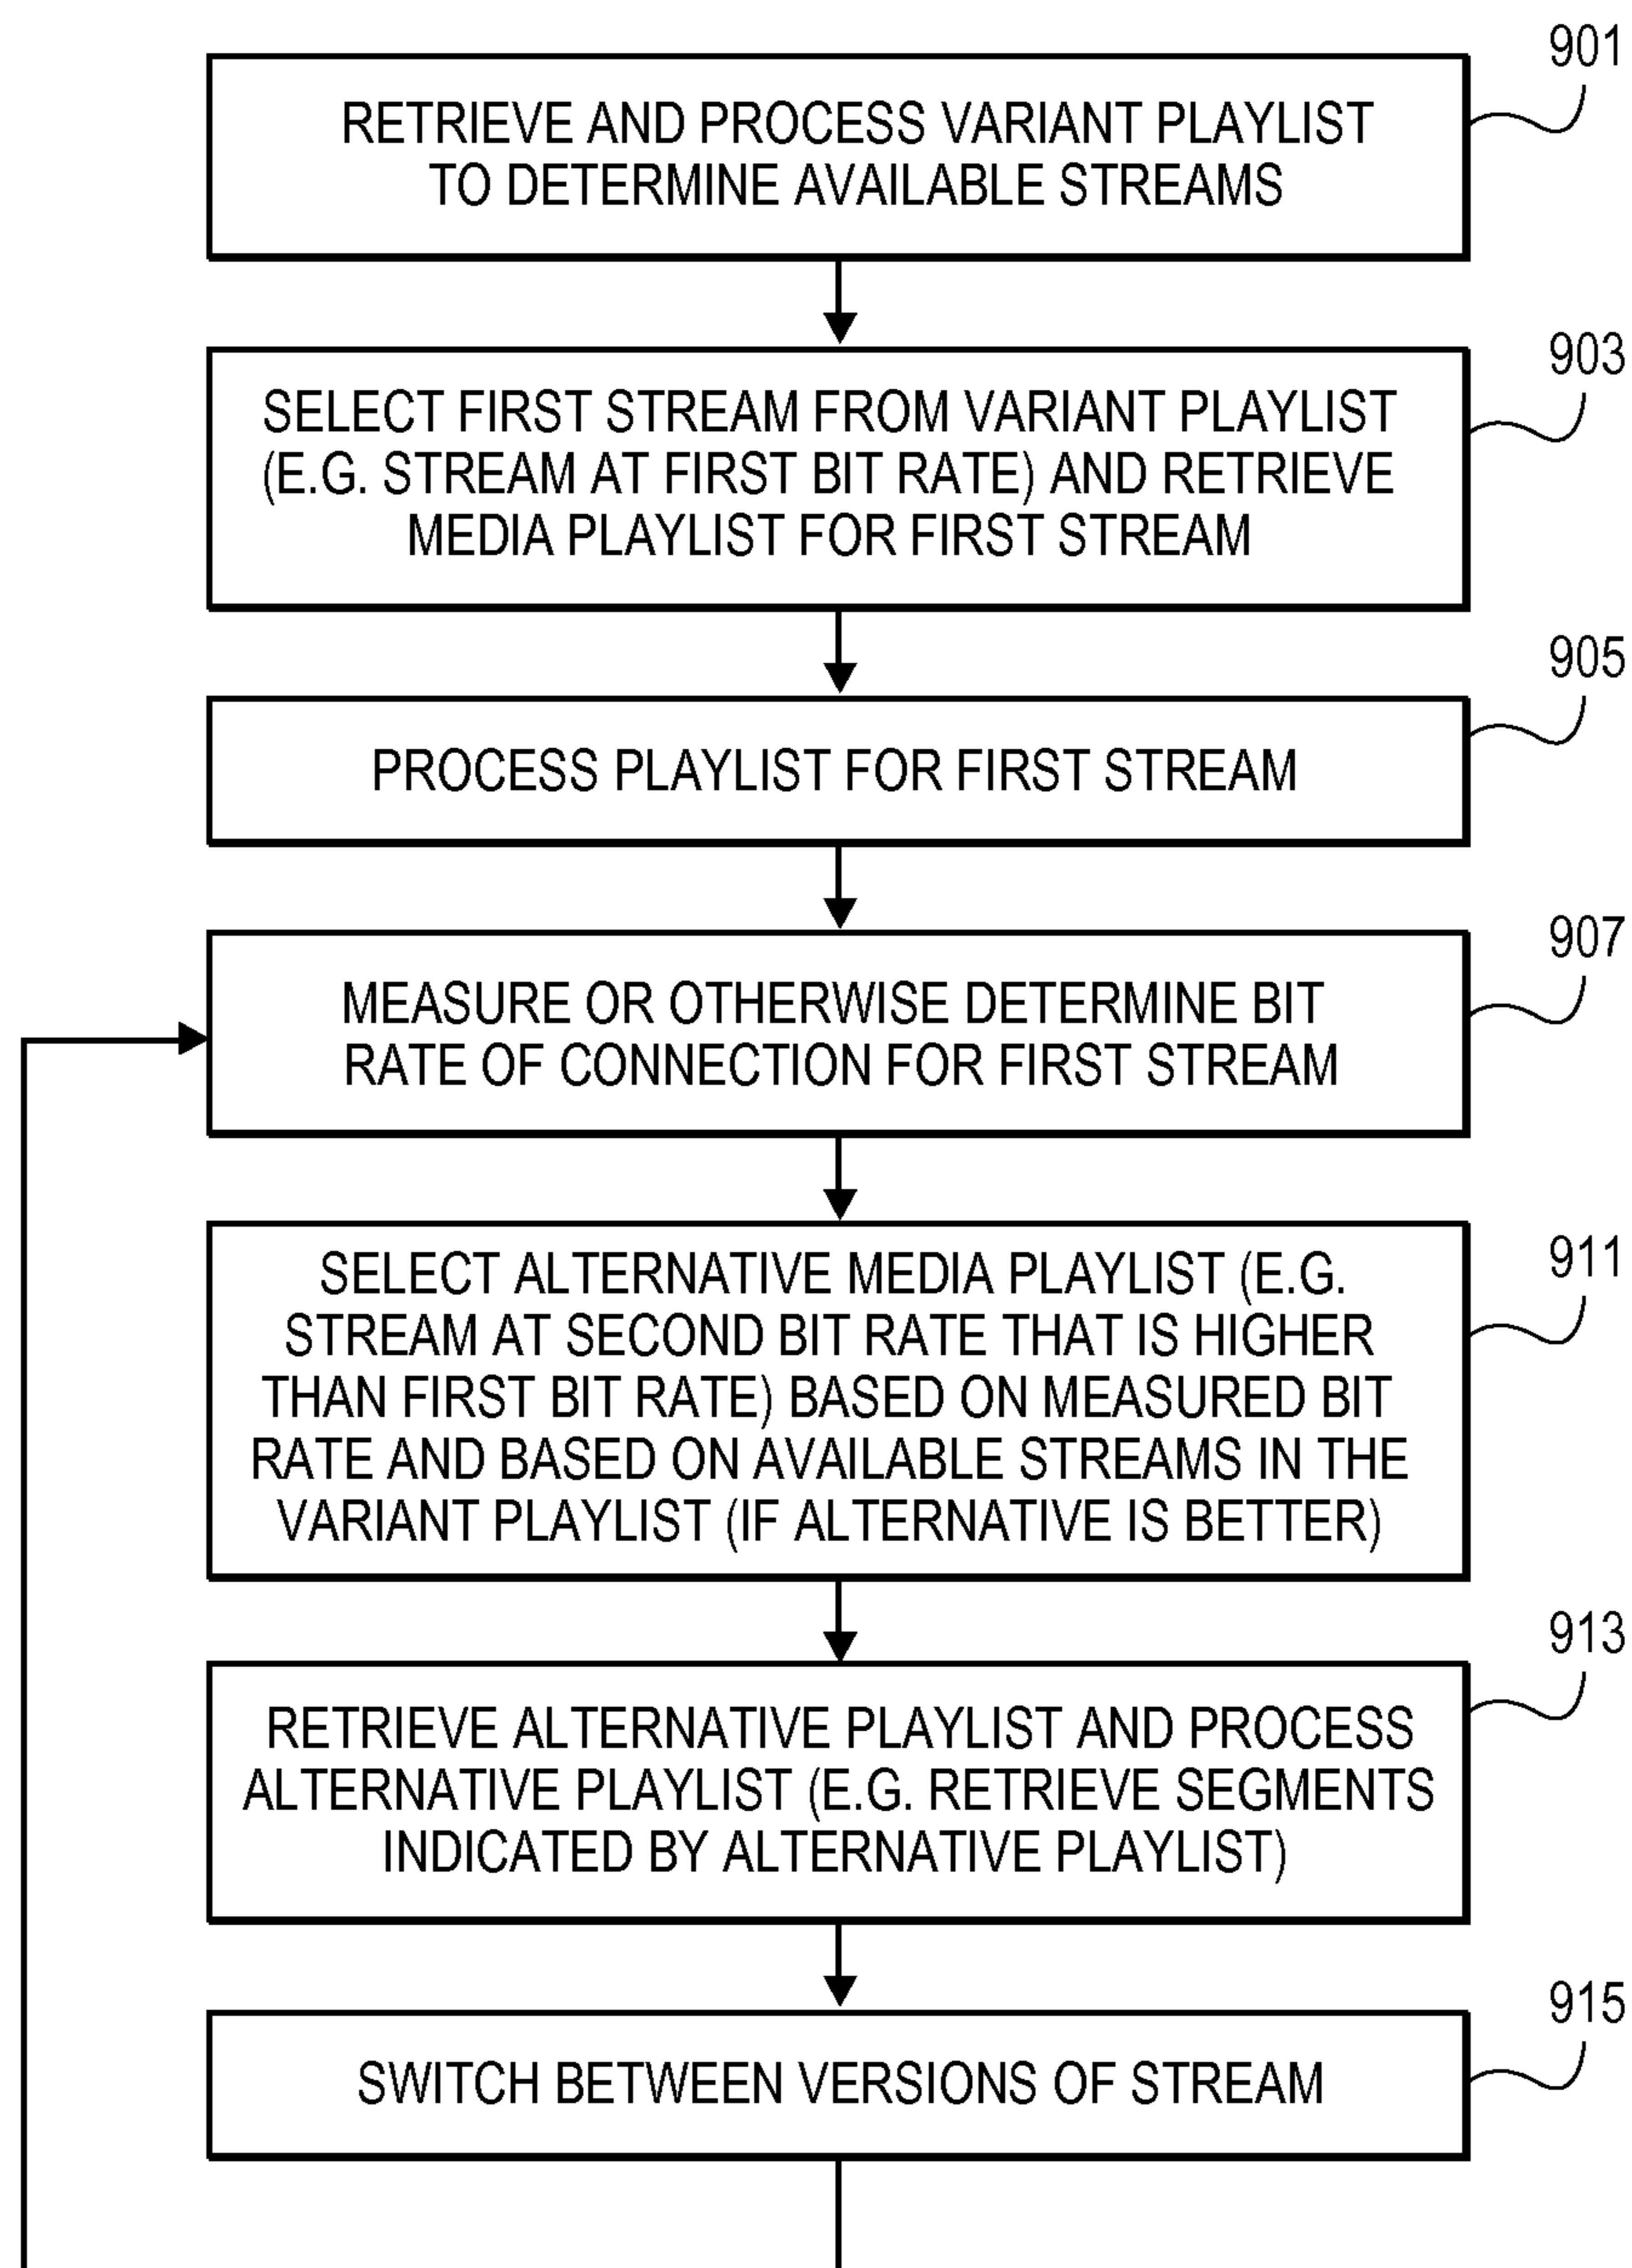 901
RETRIEVE AND PROCESS VARIANT PLAYLIST
TO DETERMINE AVAILABLE STREAMS
903
SELECT FIRST STREAM FROM VARIANT PLAYLIST
(E.G. STREAM AT FIRST BIT RATE) AND RETRIEVE
MEDIA PLAYLIST FOR FIRST STREAM
905
PROCESS PLAYLIST FOR FIRST STREAM
907
MEASURE OR OTHERWISE DETERMINE BIT
RATE OF CONNECTION FOR FIRST STREAM
911
SELECT ALTERNATIVE MEDIA PLAYLIST (E.G.
STREAM AT SECOND BIT RATE THAT IS HIGHER
THAN FIRST BIT RATE) BASED ON MEASURED BIT
RATE AND BASED ON AVAILABLE STREAMS IN THE
VARIANT PLAYLIST (IF ALTERNATIVE IS BETTER)
913
RETRIEVE ALTERNATIVE PLAYLIST AND PROCESS
ALTERNATIVE PLAYLIST (E.G. RETRIEVE SEGMENTS
INDICATED BY ALTERNATIVE PLAYLIST)
915
SWITCH BETWEEN VERSIONS OF STREAM